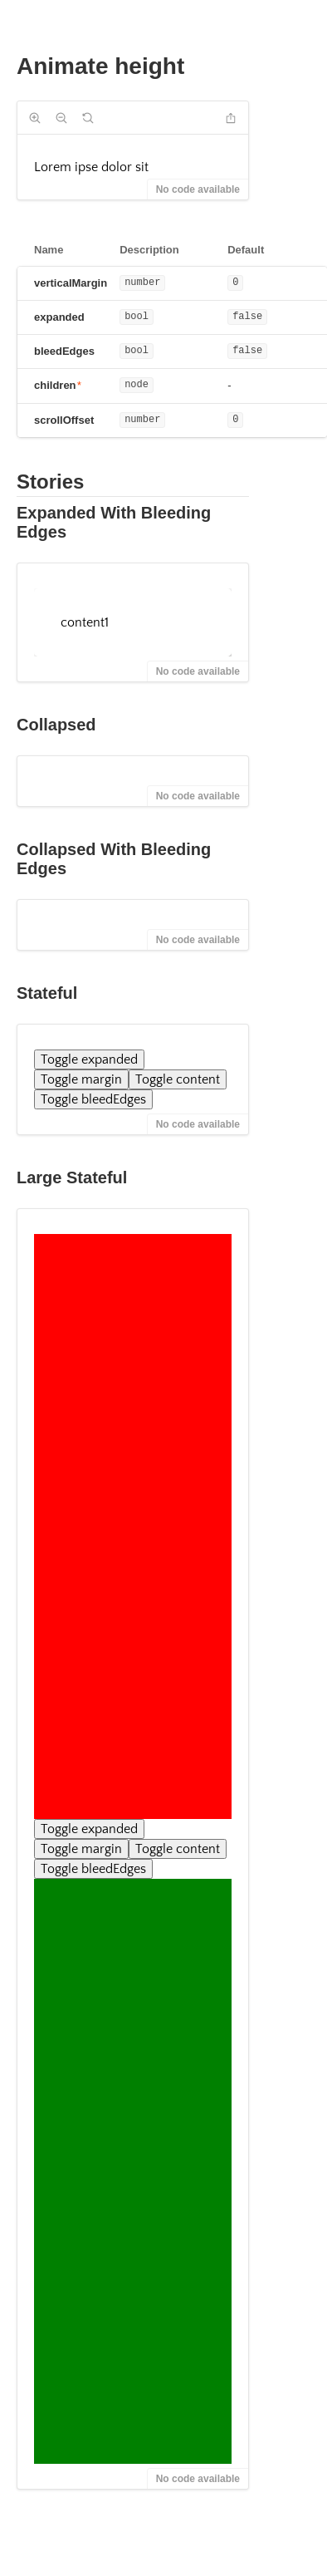 Animate height
Lorem ipse dolor sit
No code available
Name Description Default
verticalMargin number 0
expanded bool false
bleedEdges bool false
children* node -
scrollOffset number 0
Stories
Expanded With Bleeding
Edges
content1
No code available
Collapsed
No code available
Collapsed With Bleeding
Edges
No code available
Stateful
Toggle expanded
Toggle margin Toggle content
Toggle bleedEdges
No code available
Large Stateful
Toggle expanded
Toggle margin Toggle content
Toggle bleedEdges
No code available